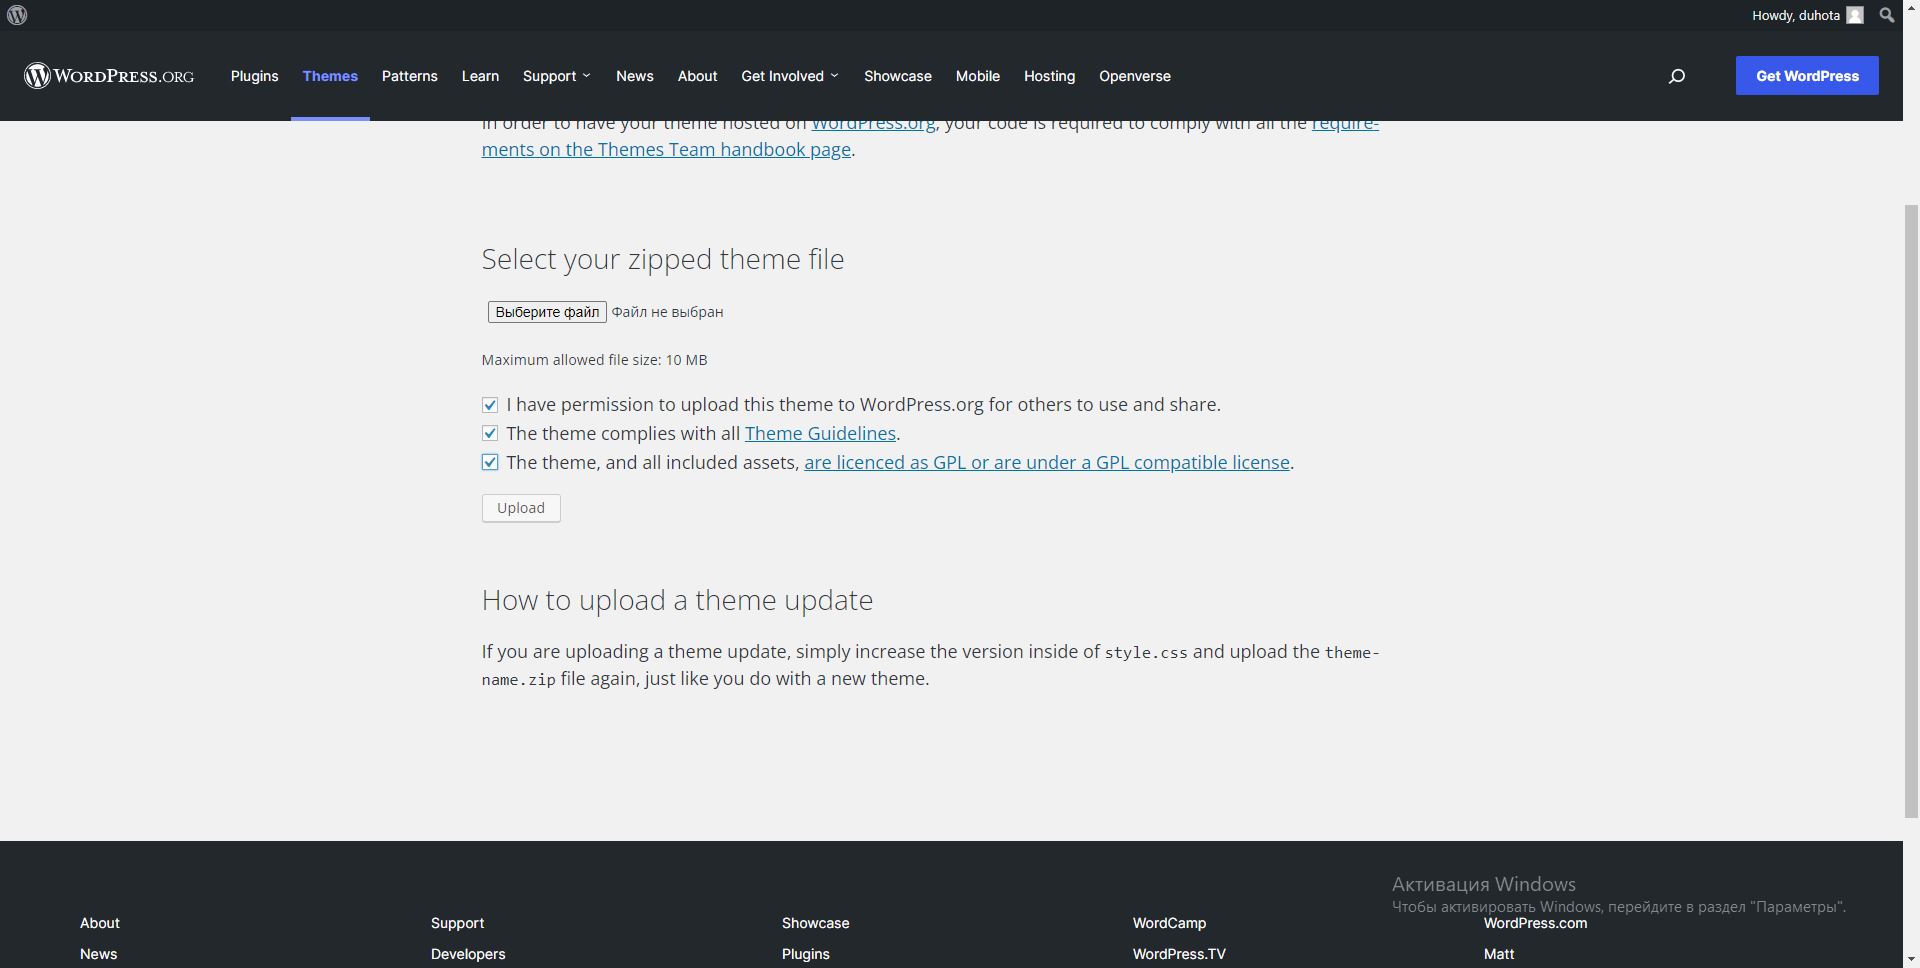 Howdy, duhota
WORDPRESS.ORG Plugins Themes Patterns Learn Support News About Get Involved Showcase Mobile Hosting Openverse Get WordPress
In order to have your theme hosted on WordPress.org, your code is required to comply with all the require-
ments on the Themes Team handbook page.
Select your zipped theme file
Выберите файл Файл не выбран
Maximum allowed file size: 10 MB
I have permission to upload this theme to WordPress.org for others to use and share.
The theme complies with all Theme Guidelines.
The theme, and all included assets, are licenced as GPL or are under a GPL compatible license.
Upload
How to upload a theme update
If you are uploading a theme update, simply increase the version inside of style.css and upload the theme-
name.zip file again, just like you do with a new theme.
Активация Windows
Чтобы активировать Windows, перейдите в раздел "Параметры".
About Support Showcase WordCamp WordPress.com
News Developers Plugins WordPress.TV Matt